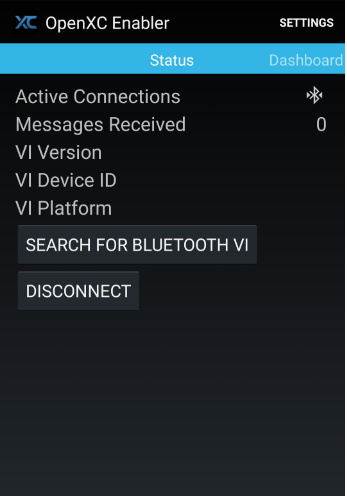 XC OpenXC Enabler SETTINGS
Status Dashboard
Active Connections
Messages Received 0
VI Version
VI Device ID
VI Platform
SEARCH FOR BLUETOOTH VI
DISCONNECT